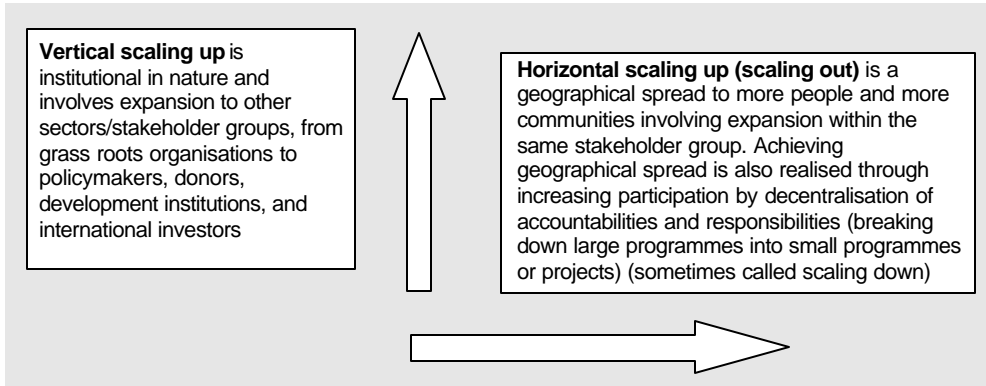 Vertical scaling up is
institutional in nature and
involves expansion to other
sectors/stakeholder groups, from
grass roots organisations to
policymakers, donors,
development institutions, and
international investors
Horizontal scaling up (scaling out) is a
geographical spread to more people and more
communities involving expansion within the
same stakeholder group. Achieving
geographical spread is also realised through
increasing participation by decentralisation of
accountabilities and responsibilities (breaking
down large programmes into small programmes
or projects) (sometimes called scaling down)